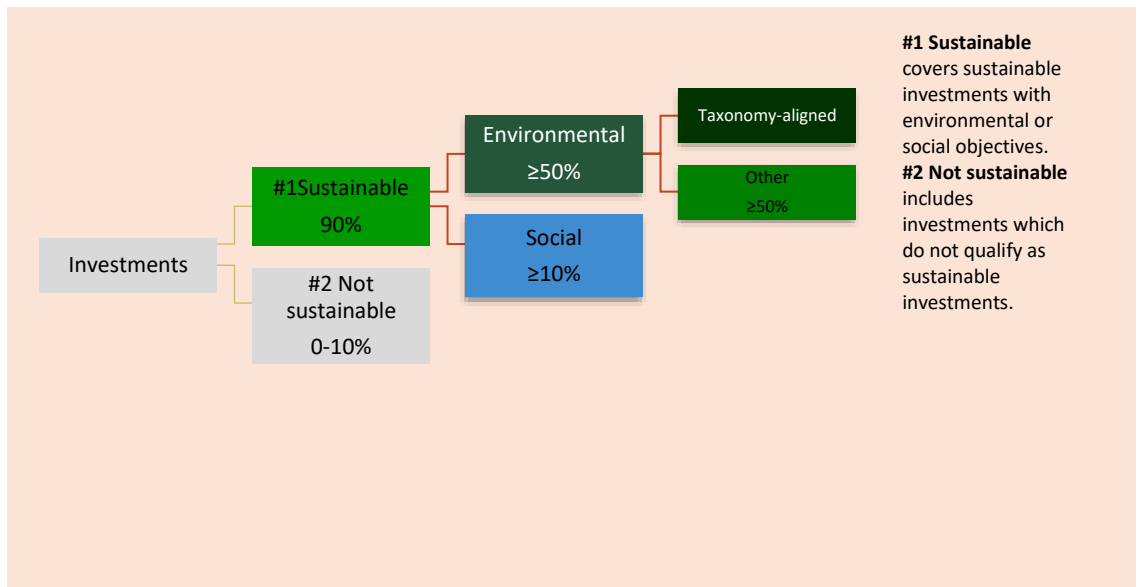 Investments
#1Sustainable
90%
#2 Not
sustainable
0-10%
Environmental
≥50%
Social
≥10%
Taxonomy-aligned
Other
≥50%
#1 Sustainable
covers sustainable
investments with
environmental or
social objectives.
#2 Not sustainable
includes
investments which
do not qualify as
sustainable
investments.